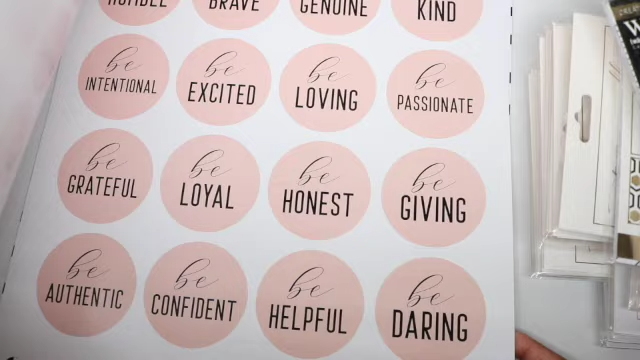 HUMBLE BRAVE GENUINE KIND
be INTENTIONAL be EXCITED be LOVING be PASSIONATE
be GRATEFUL be LOYAL be HONEST be GIVING
be AUTHENTIC be CONFIDENT be HELPFUL be DARING